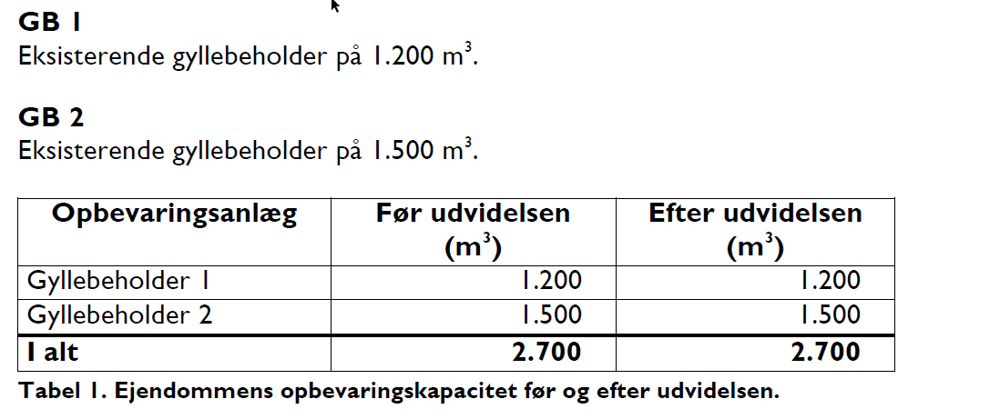 GB 1
Eksisterende gyllebeholder på 1.200 m³.
GB 2
Eksisterende gyllebeholder på 1.500 m³.
Opbevaringsanlæg Før udvidelsen Efter udvidelsen
(m³) (m³)
Gyllebeholder 1 1.200 1.200
Gyllebeholder 2 1.500 1.500
I alt 2.700 2.700
Tabel 1. Ejendommens opbevaringskapacitet før og efter udvidelsen.